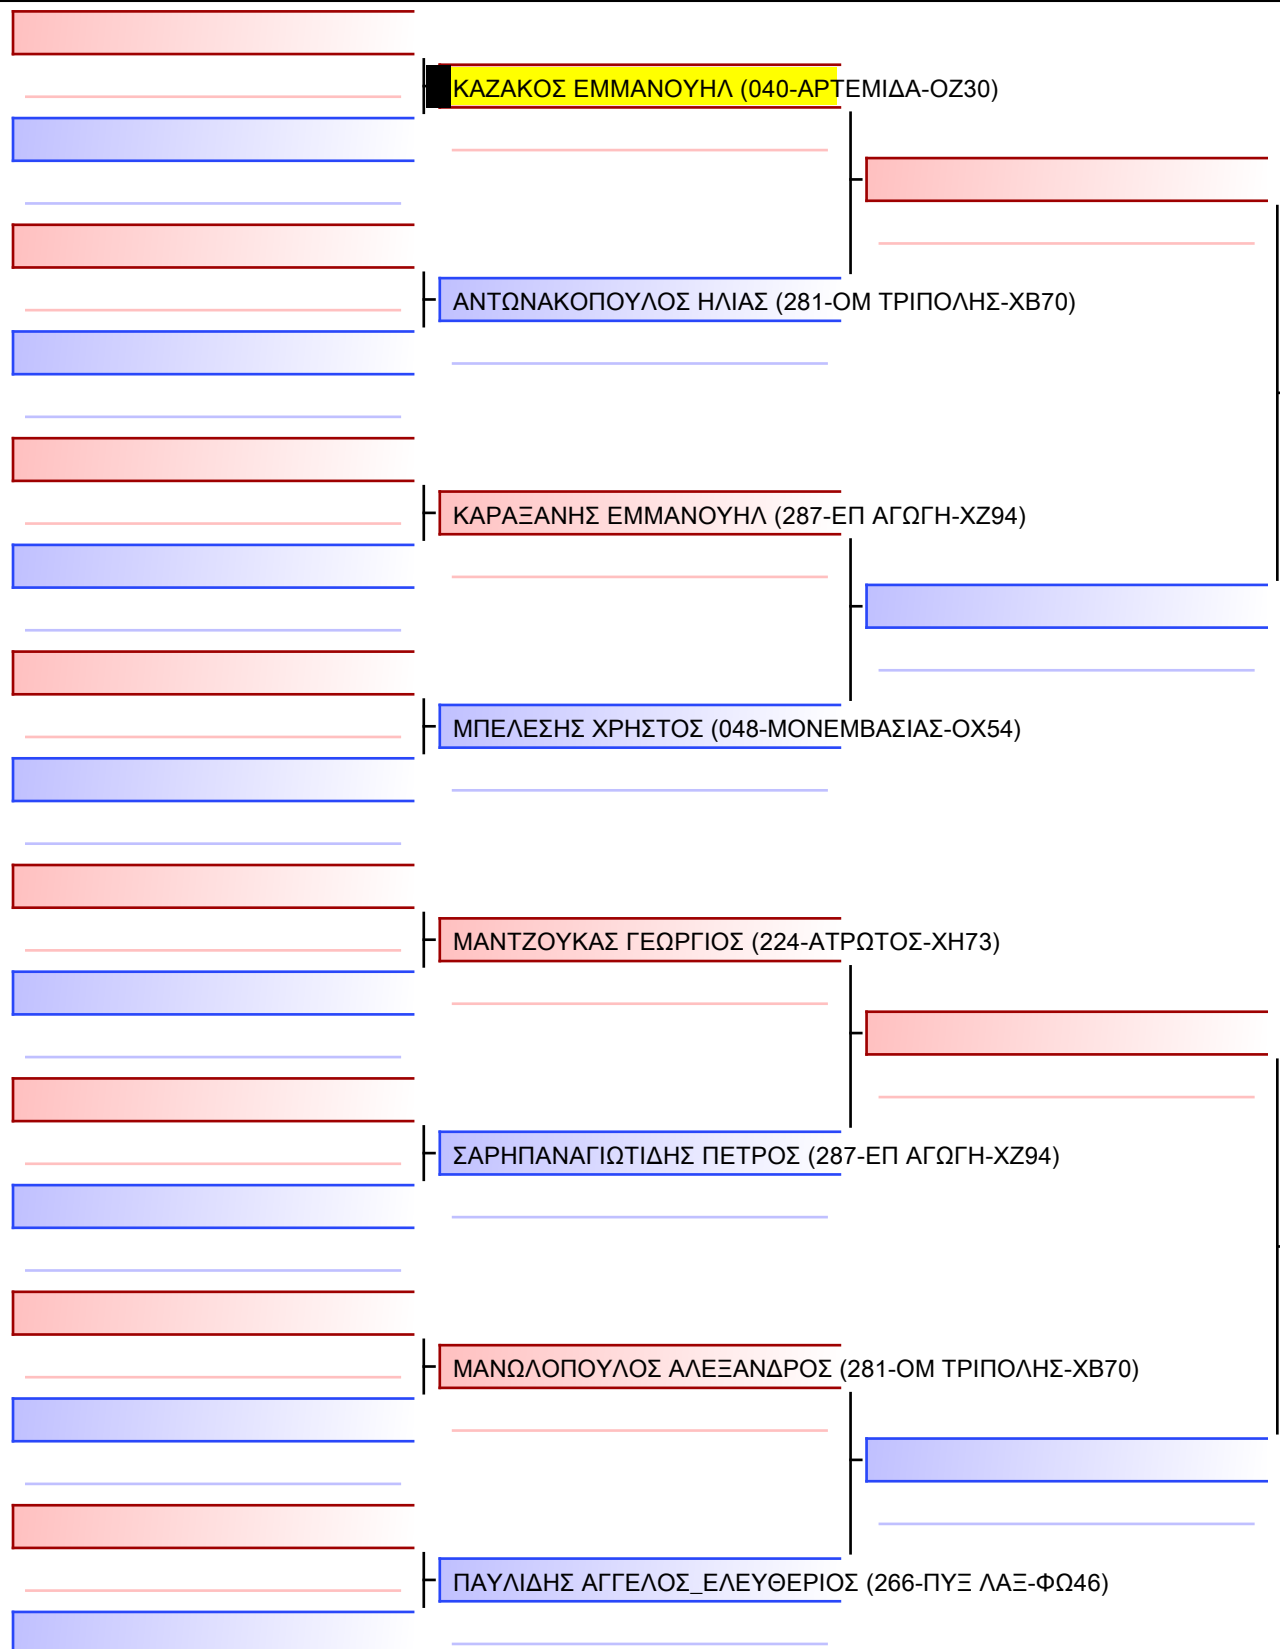 ΚΑΖΑΚΟΣ ΕΜΜΑΝΟΥΗΛ (040-ΑΡΤΕΜΙΔΑ-ΟΖ30)
ΑΝΤΩΝΑΚΟΠΟΥΛΟΣ ΗΛΙΑΣ (281-ΟΜ ΤΡΙΠΟΛΗΣ-ΧΒ70)
ΚΑΡΑΞΑΝΗΣ ΕΜΜΑΝΟΥΗΛ (287-ΕΠ ΑΓΩΓΗ-ΧΖ94)
ΜΠΕΛΕΣΗΣ ΧΡΗΣΤΟΣ (048-ΜΟΝΕΜΒΑΣΙΑΣ-ΟΧ54)
ΜΑΝΤΖΟΥΚΑΣ ΓΕΩΡΓΙΟΣ (224-ΑΤΡΩΤΟΣ-ΧΗ73)
ΣΑΡΗΠΑΝΑΓΙΩΤΙΔΗΣ ΠΕΤΡΟΣ (287-ΕΠ ΑΓΩΓΗ-ΧΖ94)
ΜΑΝΩΛΟΠΟΥΛΟΣ ΑΛΕΞΑΝΔΡΟΣ (281-ΟΜ ΤΡΙΠΟΛΗΣ-ΧΒ70)
ΠΑΥΛΙΔΗΣ ΑΓΓΕΛΟΣ_ΕΛΕΥΘΕΡΙΟΣ (266-ΠΥΞ ΛΑΞ-ΦΩ46)